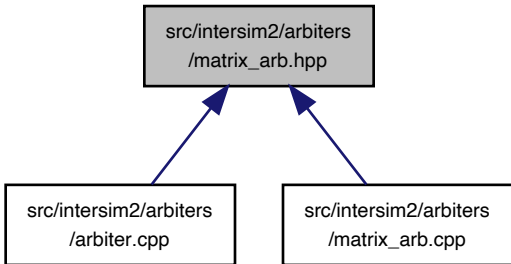 src/intersim2/arbiters
/matrix_arb.hpp
src/intersim2/arbiters
/arbiter.cpp
src/intersim2/arbiters
/matrix_arb.cpp